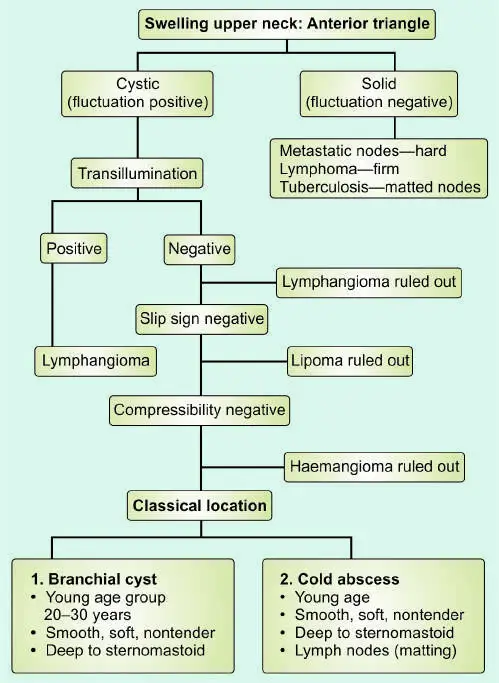 Swelling upper neck: Anterior triangle
Cystic
(fluctuation positive)
Solid
(fluctuation negative)
Metastatic nodes—hard
Lymphoma—firm
Tuberculosis—matted nodes
Transillumination
Positive
Negative
Lymphangioma ruled out
Slip sign negative
Lymphangioma
Lipoma ruled out
Compressibility negative
Haemangioma ruled out
Classical location
1. Branchial cyst
• Young age group
20–30 years
• Smooth, soft, nontender
• Deep to sternomastoid
2. Cold abscess
• Young age
• Smooth, soft, nontender
• Deep to sternomastoid
• Lymph nodes (matting)